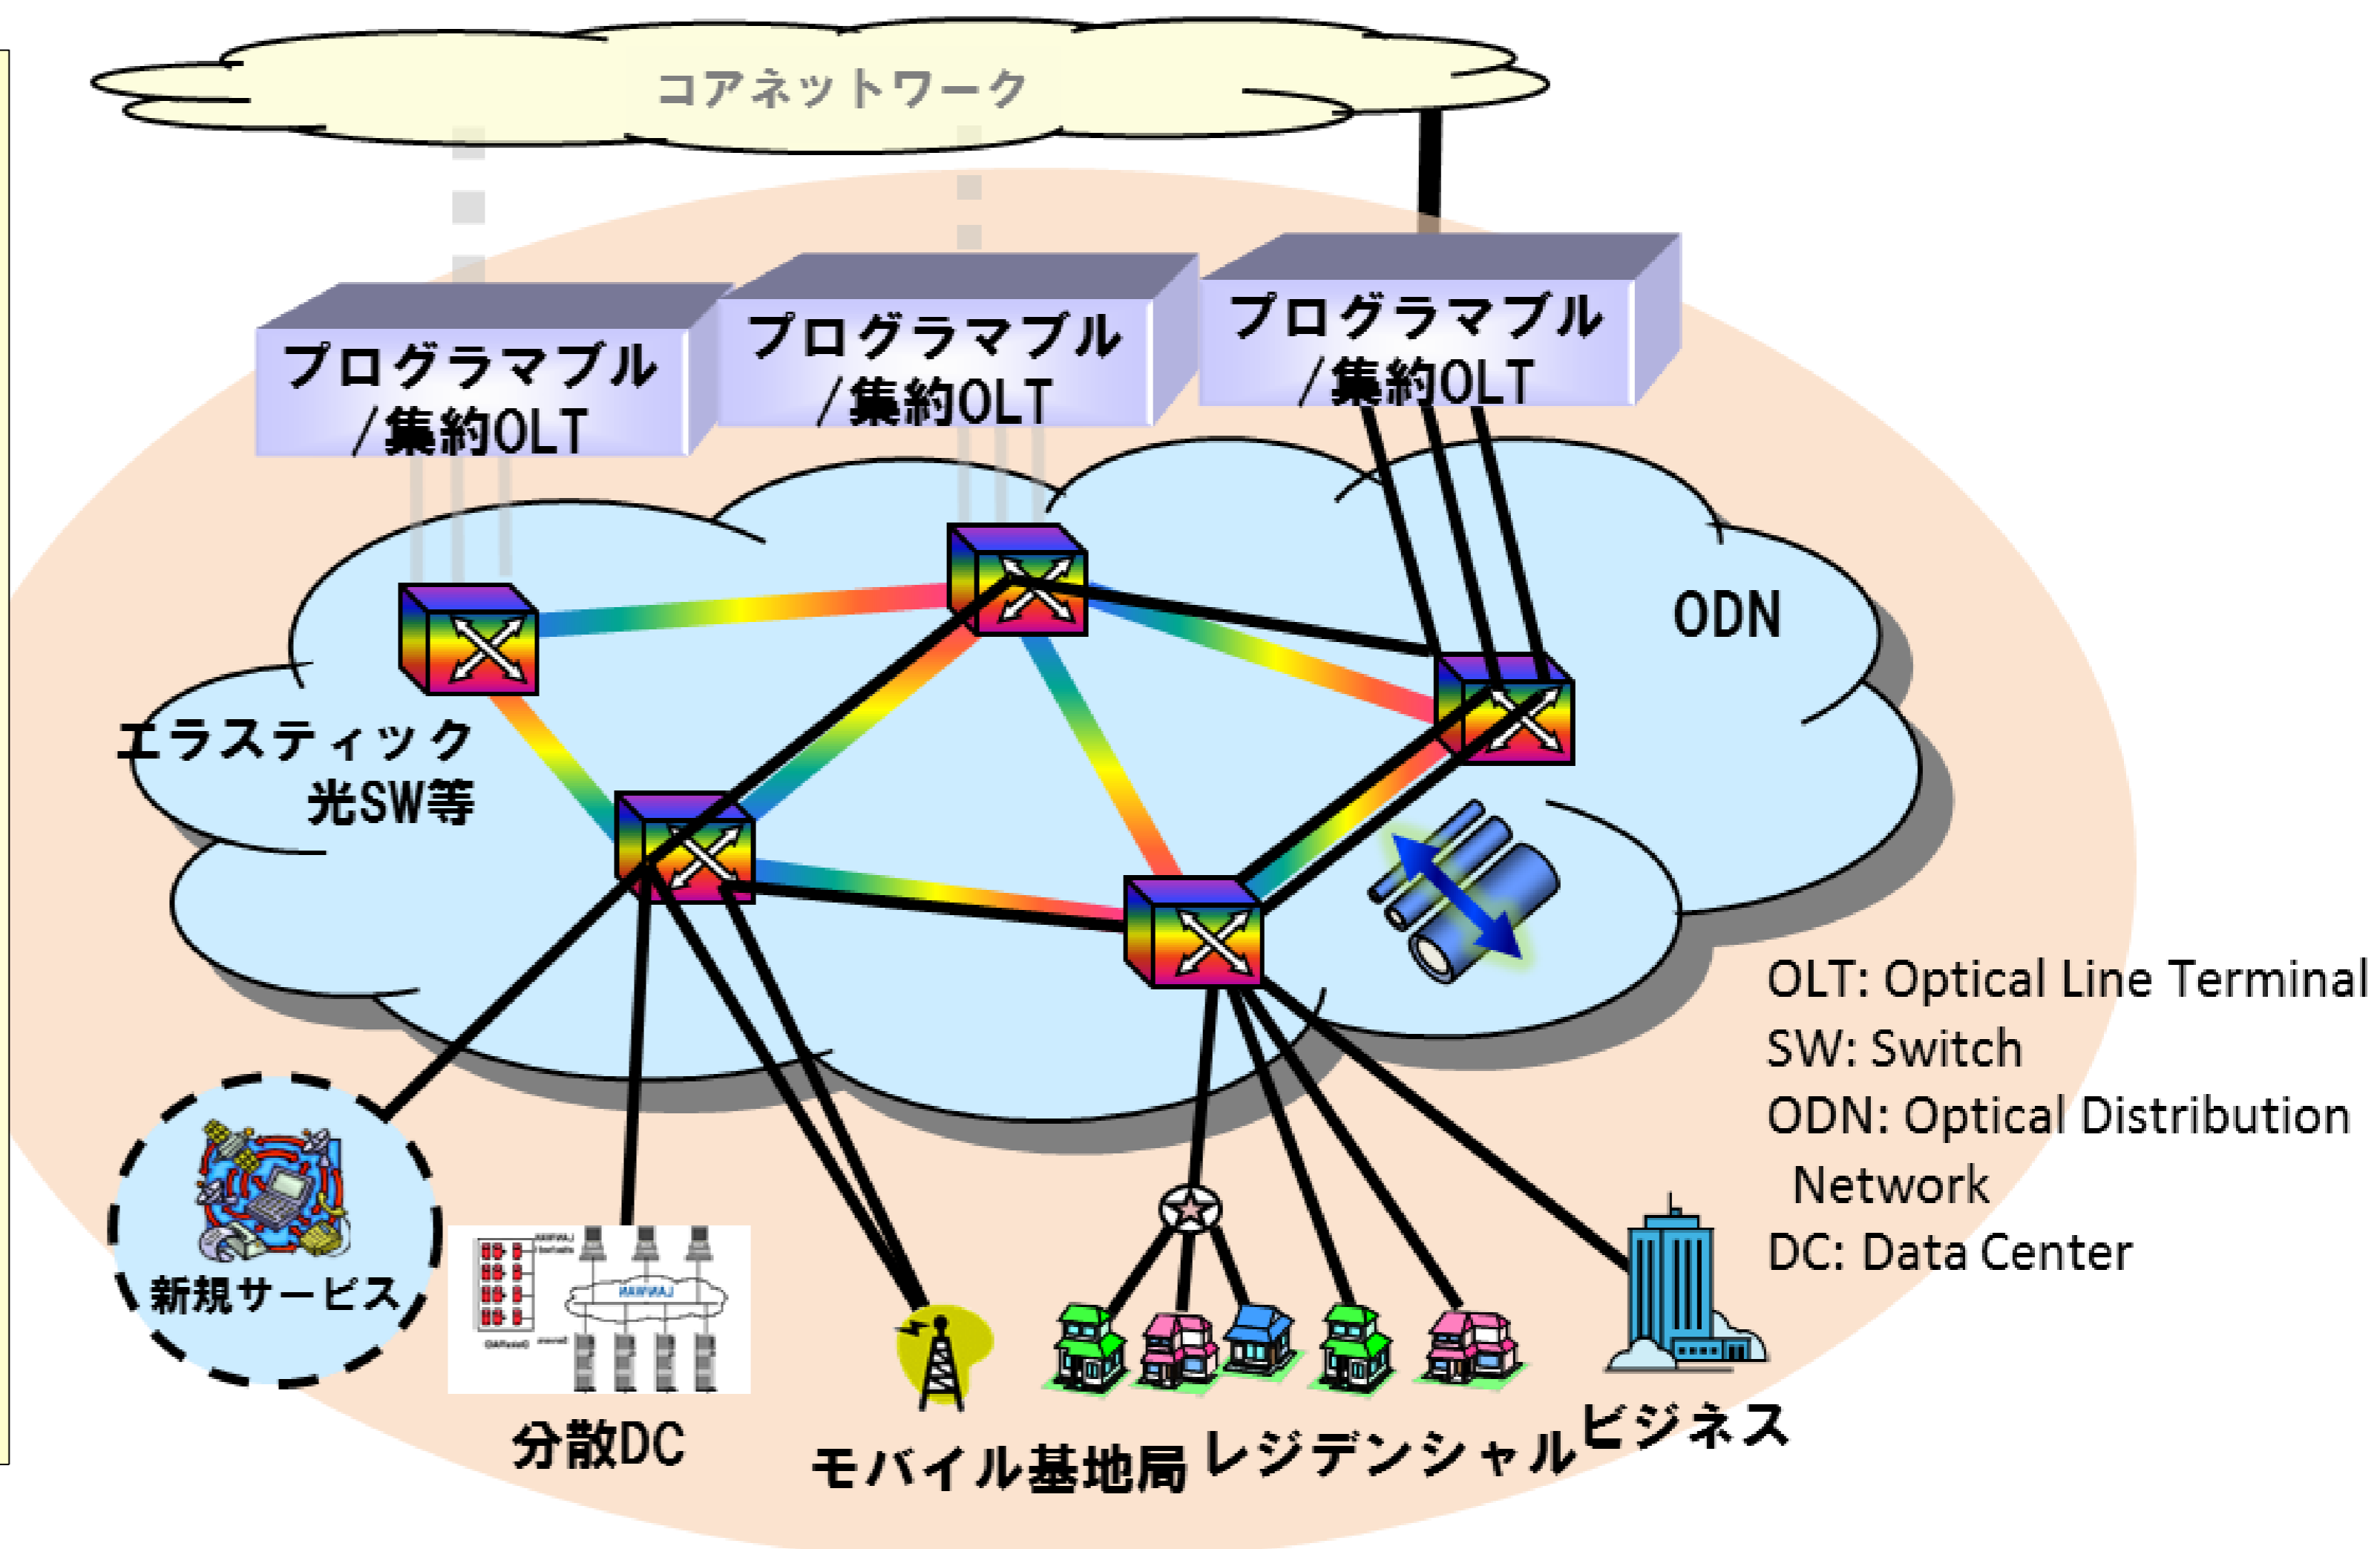 コアネットワーク
プログラマブル
/集約OLT
プログラマブル
/集約OLT
プログラマブル
/集約OLT
ODN
エラスティック
光SW等
OLT: Optical Line Terminal
SW: Switch
ODN: Optical Distribution
Network
DC: Data Center
新規サービス
LAN/WAN
分散DC
モバイル基地局
レジデンシャル
ビジネス